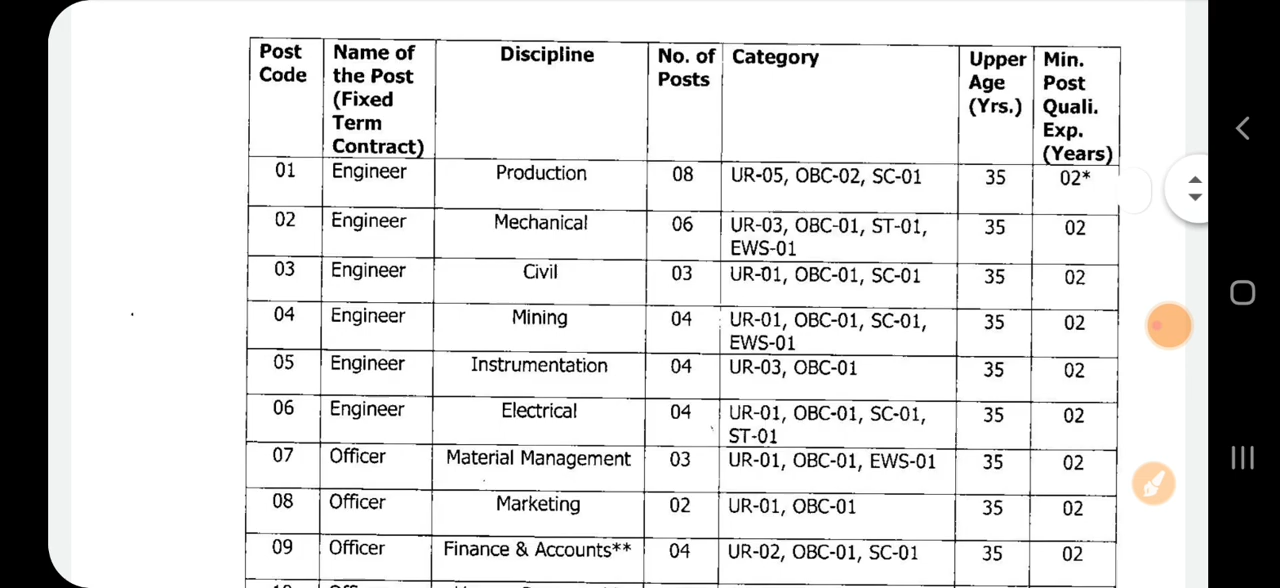 Post Code | Name of the Post (Fixed Term Contract) | Discipline | No. of Posts | Category | Upper Age (Yrs.) | Min. Post Quali. Exp. (Years)
01 | Engineer | Production | 08 | UR-05, OBC-02, SC-01 | 35 | 02*
02 | Engineer | Mechanical | 06 | UR-03, OBC-01, ST-01, EWS-01 | 35 | 02
03 | Engineer | Civil | 03 | UR-01, OBC-01, SC-01 | 35 | 02
04 | Engineer | Mining | 04 | UR-01, OBC-01, SC-01, EWS-01 | 35 | 02
05 | Engineer | Instrumentation | 04 | UR-03, OBC-01 | 35 | 02
06 | Engineer | Electrical | 04 | UR-01, OBC-01, SC-01, ST-01 | 35 | 02
07 | Officer | Material Management | 03 | UR-01, OBC-01, EWS-01 | 35 | 02
08 | Officer | Marketing | 02 | UR-01, OBC-01 | 35 | 02
09 | Officer | Finance & Accounts** | 04 | UR-02, OBC-01, SC-01 | 35 | 02